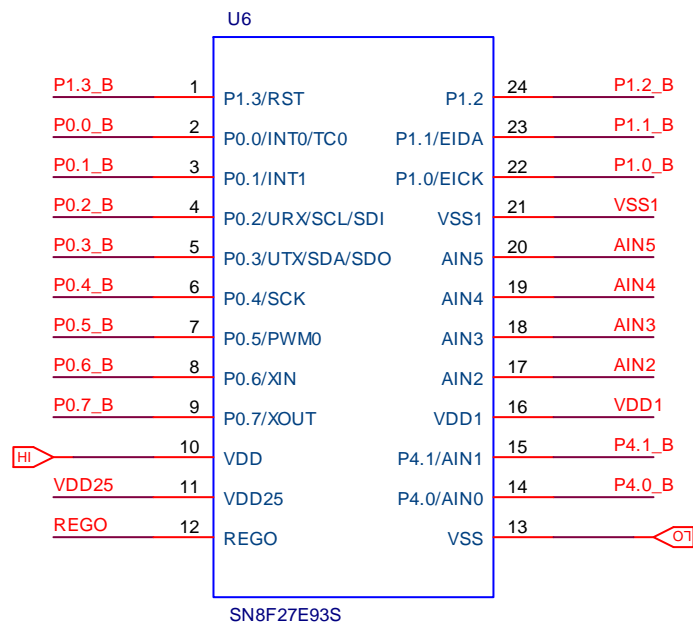 U6
P1.3_B 1 P1.3/RST P1.2 24 P1.2_B
P0.0_B 2 P0.0/INT0/TC0 P1.1/EIDA 23 P1.1_B
P0.1_B 3 P0.1/INT1 P1.0/EICK 22 P1.0_B
P0.2_B 4 P0.2/URX/SCL/SDI VSS1 21 VSS1
P0.3_B 5 P0.3/UTX/SDA/SDO AIN5 20 AIN5
P0.4_B 6 P0.4/SCK AIN4 19 AIN4
P0.5_B 7 P0.5/PWM0 AIN3 18 AIN3
P0.6_B 8 P0.6/XIN AIN2 17 AIN2
P0.7_B 9 P0.7/XOUT VDD1 16 VDD1
HI 10 VDD P4.1/AIN1 15 P4.1_B
VDD25 11 VDD25 P4.0/AIN0 14 P4.0_B
REGO 12 REGO VSS 13 LO
SN8F27E93S